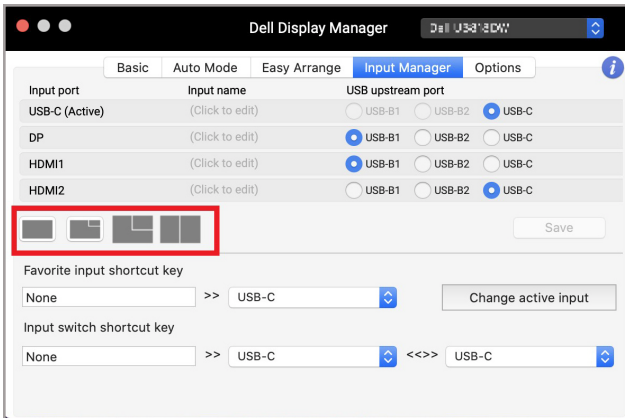 Dell Display Manager
Basic Auto Mode Easy Arrange Input Manager Options i
Input port Input name USB upstream port
USB-C (Active) (Click to edit) USB-B1 USB-B2 USB-C
DP (Click to edit) USB-B1 USB-B2 USB-C
HDMI1 (Click to edit) USB-B1 USB-B2 USB-C
HDMI2 (Click to edit) USB-B1 USB-B2 USB-C
Save
Favorite input shortcut key
None >> USB-C Change active input
Input switch shortcut key
None >> USB-C <<>> USB-C